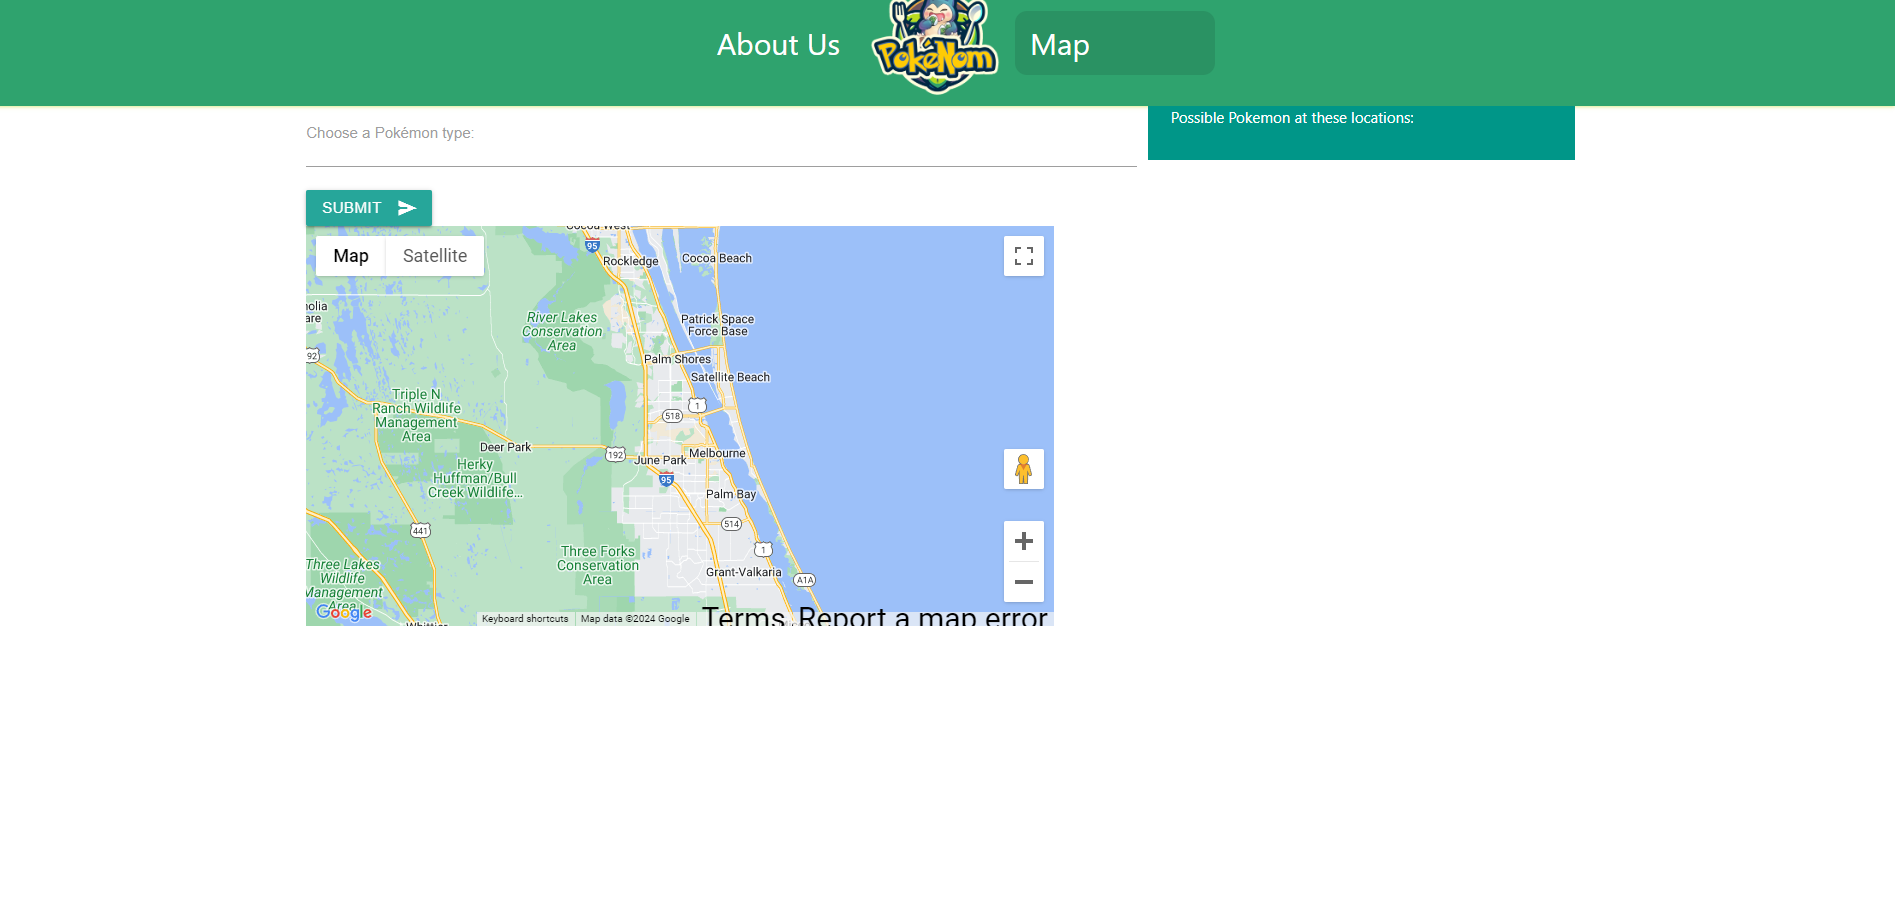 About Us
PokéNom
Map
Choose a Pokémon type:
Possible Pokemon at these locations:
SUBMIT
Map
Satellite
Cocoa West
95
Rockledge
Cocoa Beach
River Lakes
Conservation
Area
Patrick Space
Force Base
92
Palm Shores
Satellite Beach
Triple N
Ranch Wildlife
Management
Area
1
518
Deer Park
192
June Park
Melbourne
Herky
Huffman/Bull
Creek Wildlife...
95
Palm Bay
441
514
Three Forks
Conservation
Area
1
Three Lakes
Wildlife
Management
Area
Grant-Valkaria
A1A
Google
Keyboard shortcuts
Map data ©2024 Google
Terms
Report a map error